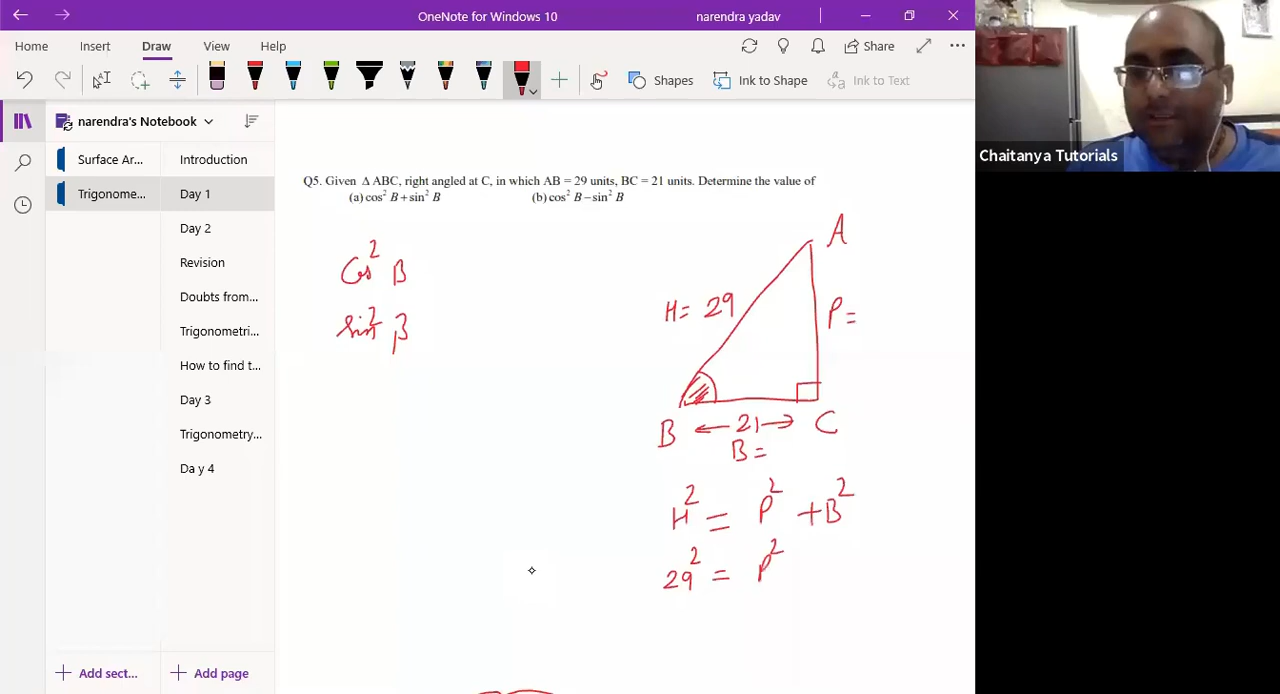 OneNote for Windows 10
narendra yadav
Home Insert Draw View Help
Share
Shapes
Ink to Shape
Ink to Text
narendra's Notebook
Surface Ar...
Trigonome...
Introduction
Day 1
Day 2
Revision
Doubts from...
Trigonometri...
How to find t...
Day 3
Trigonometry...
Da y 4
Add sect...
Add page
Chaitanya Tutorials
Q5. Given Δ ABC, right angled at C, in which AB = 29 units, BC = 21 units. Determine the value of
(a) cos² B + sin² B (b) cos² B − sin² B
Cos² B
sin² β
A
H = 29
P =
B ← 21 → C
B =
H² = P² + B²
29² = P²